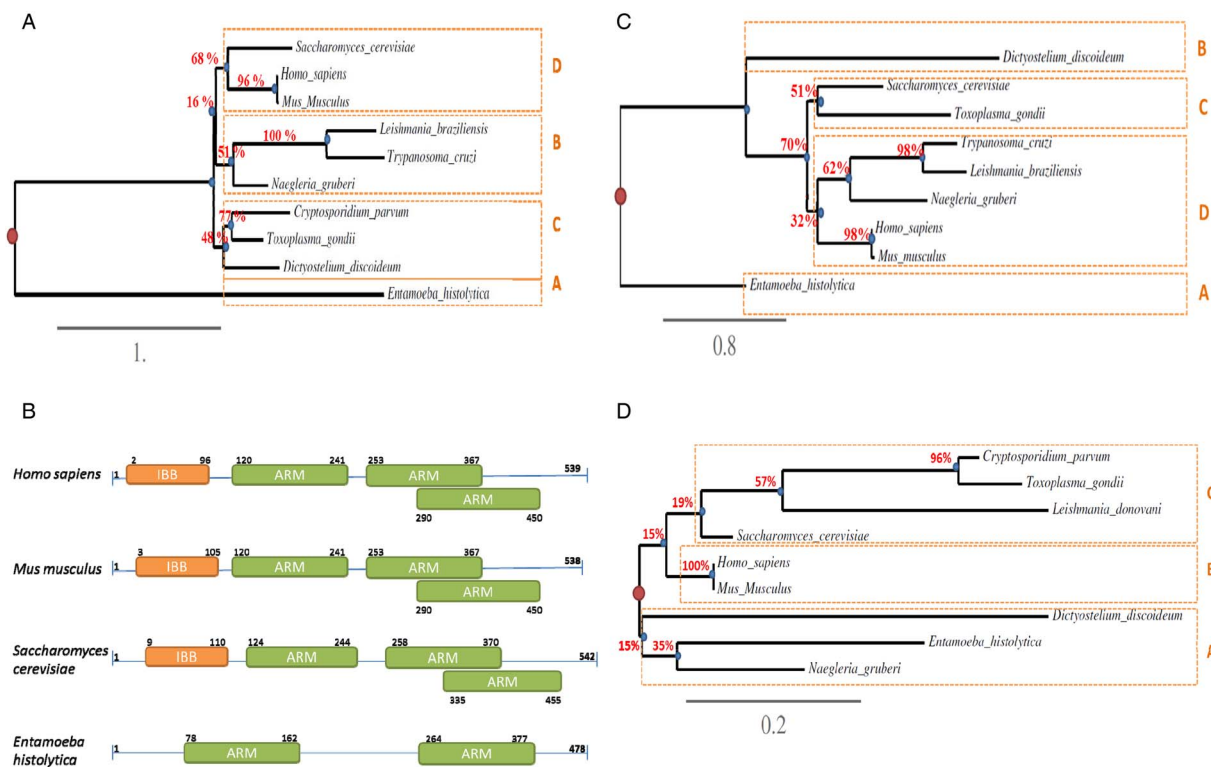 A
68 %
Saccharomyces_cerevisiae
96 %
Homo_sapiens
Mus_Musculus
D
16 %
100 %
Leishmania_braziliensis
Trypanosoma_cruzi
B
51 %
Naegleria_gruberi
77 %
Cryptosporidium_parvum
Toxoplasma_gondii
C
48 %
Dictyostelium_discoideum
A
Entamoeba_histolytica
1.
B
Homo sapiens
1
2
96
IBB
120
241
ARM
253
367
ARM
539
ARM
290
450
Mus musculus
1
3
105
IBB
120
241
ARM
253
367
ARM
538
ARM
290
450
Saccharomyces
cerevisiae
1
9
110
IBB
124
244
ARM
258
370
ARM
542
ARM
335
455
Entamoeba
histolytica
1
78
162
ARM
264
377
ARM
478
C
B
Dictyostelium_discoideum
51%
Saccharomyces_cerevisiae
Toxoplasma_gondii
C
70%
98%
Trypanosoma_cruzi
62%
Leishmania_braziliensis
Naegleria_gruberi
D
32%
98%
Homo_sapiens
Mus_musculus
Entamoeba_histolytica
A
0.8
D
96%
Cryptosporidium_parvum
57%
Toxoplasma_gondii
19%
Leishmania_donovani
Saccharomyces_cerevisiae
15%
100%
Homo_sapiens
Mus_Musculus
Dictyostelium_discoideum
15%
35%
Entamoeba_histolytica
Naegleria_gruberi
0.2